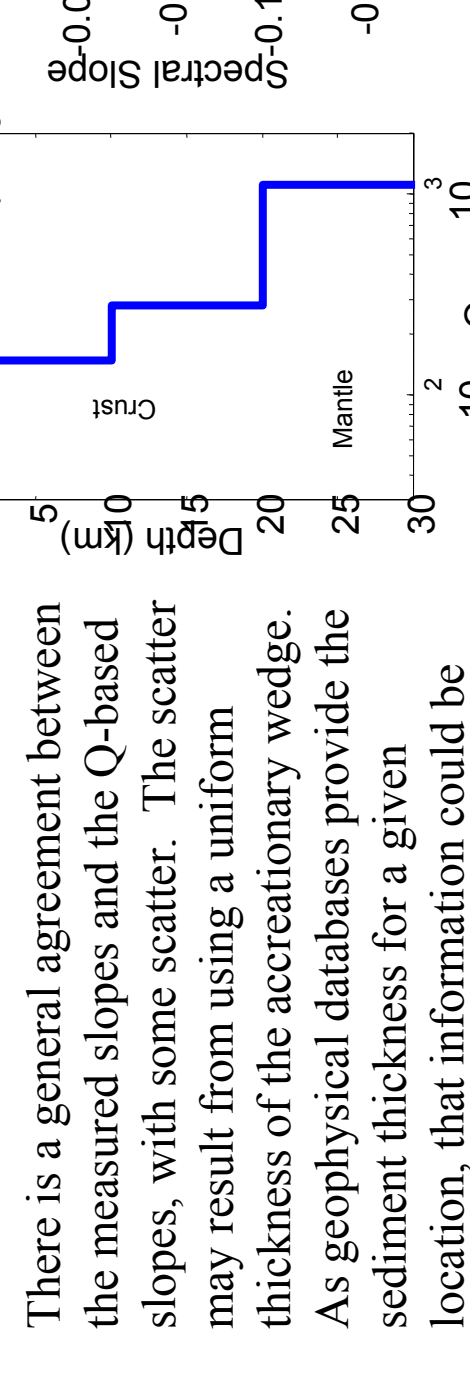 There is a general agreement between
the measured slopes and the Q-based
slopes, with some scatter.  The scatter
may result from using a uniform
thickness of the accreationary wedge.
As geophysical databases provide the
sediment thickness for a given
location, that information could be
Depth (km)
5
10
15
20
25
30
Crust
Mantle
10 2
10 3
Spectral Slope